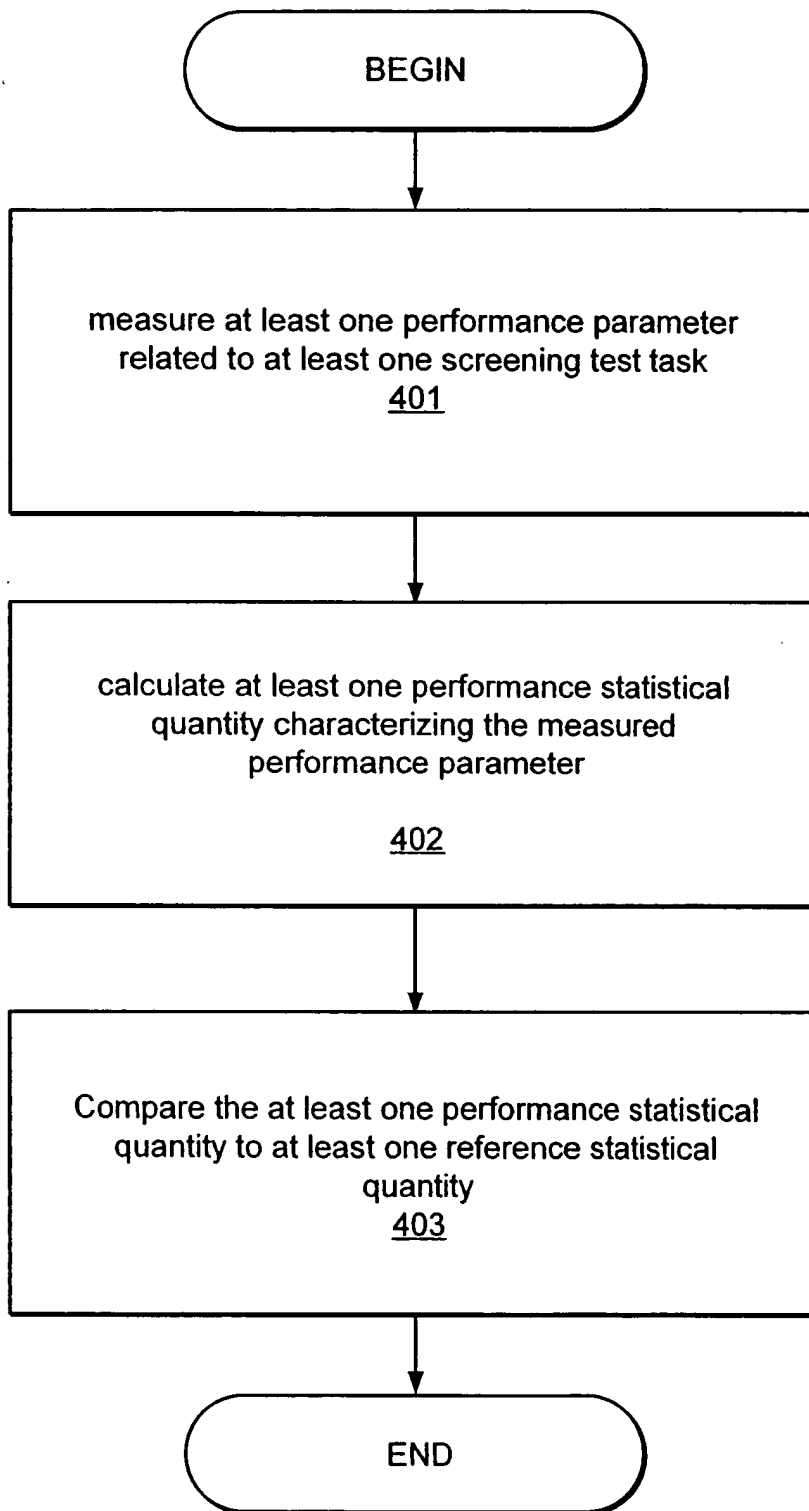 BEGIN
measure at least one performance parameter
related to at least one screening test task
401
calculate at least one performance statistical
quantity characterizing the measured
performance parameter
402
Compare the at least one performance statistical
quantity to at least one reference statistical
quantity
403
END